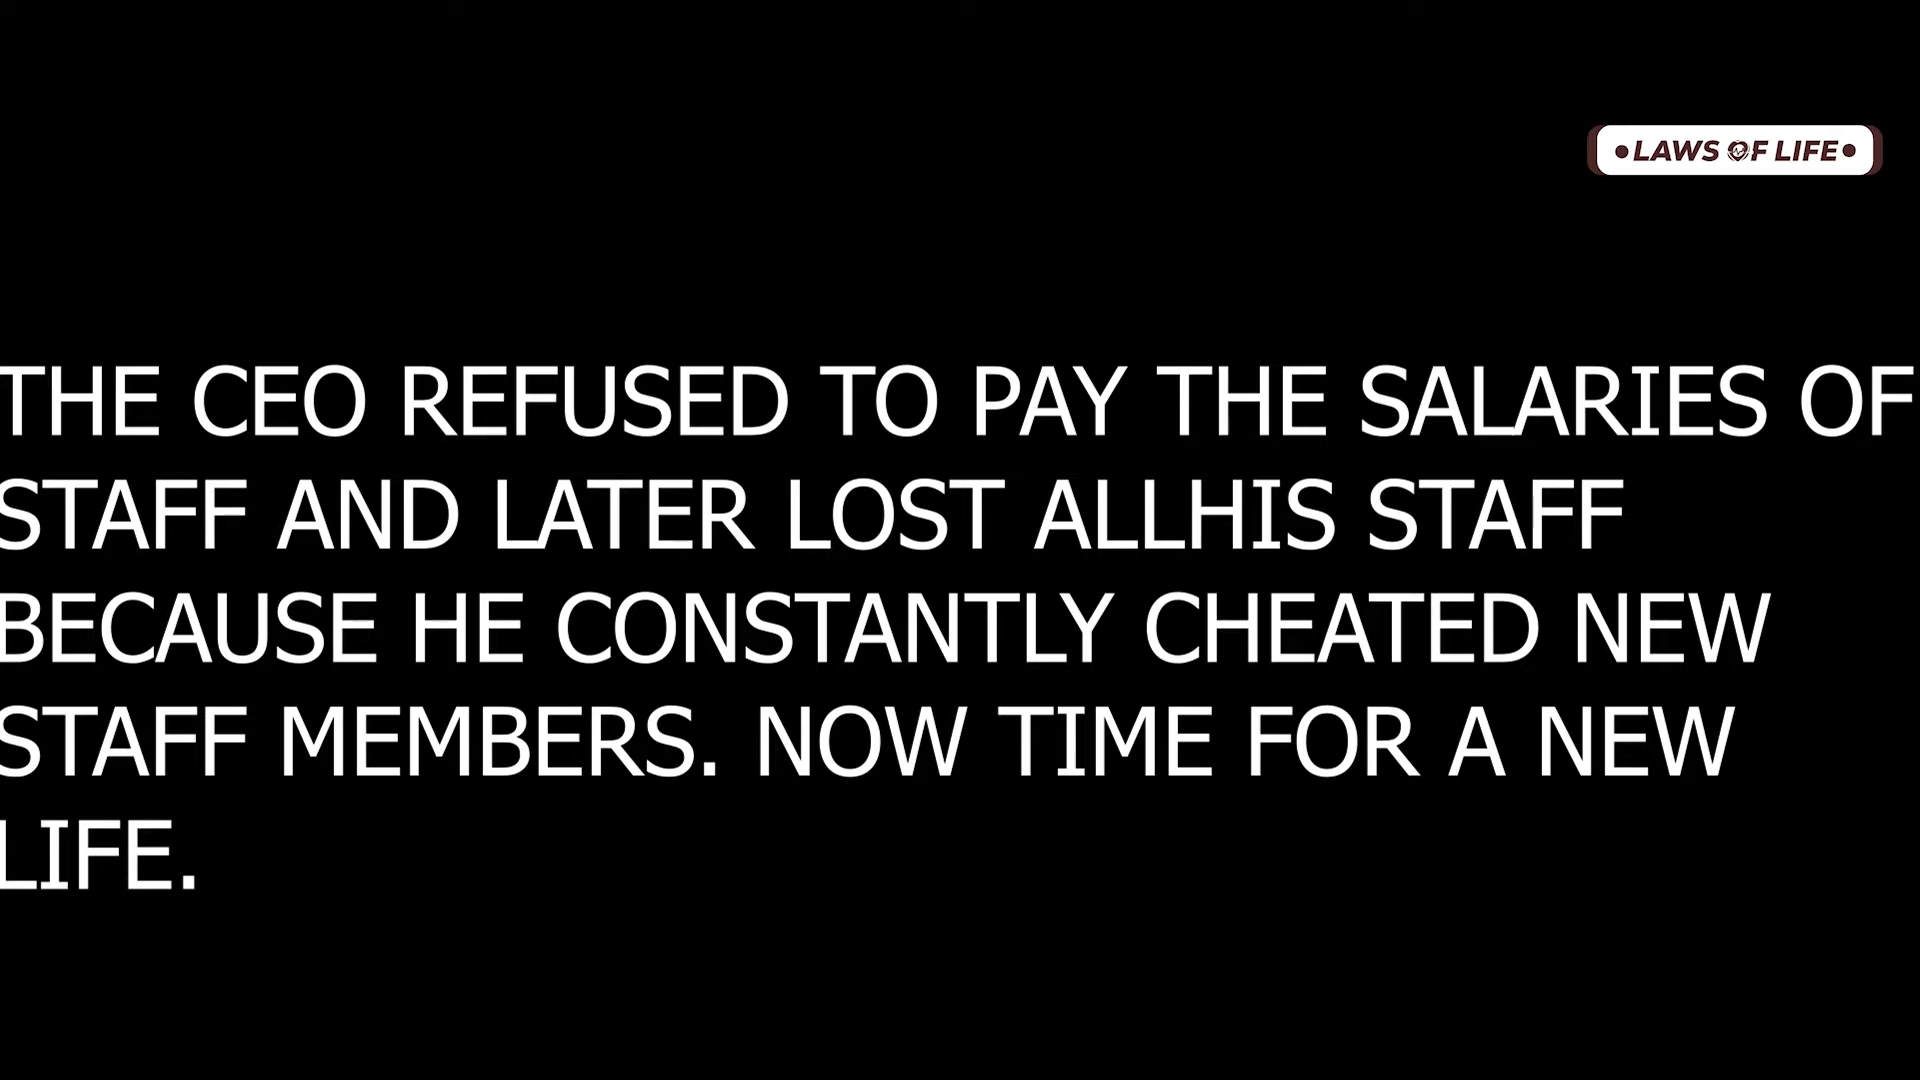 •LAWS OF LIFE•
THE CEO REFUSED TO PAY THE SALARIES OF
STAFF AND LATER LOST ALLHIS STAFF
BECAUSE HE CONSTANTLY CHEATED NEW
STAFF MEMBERS. NOW TIME FOR A NEW
LIFE.